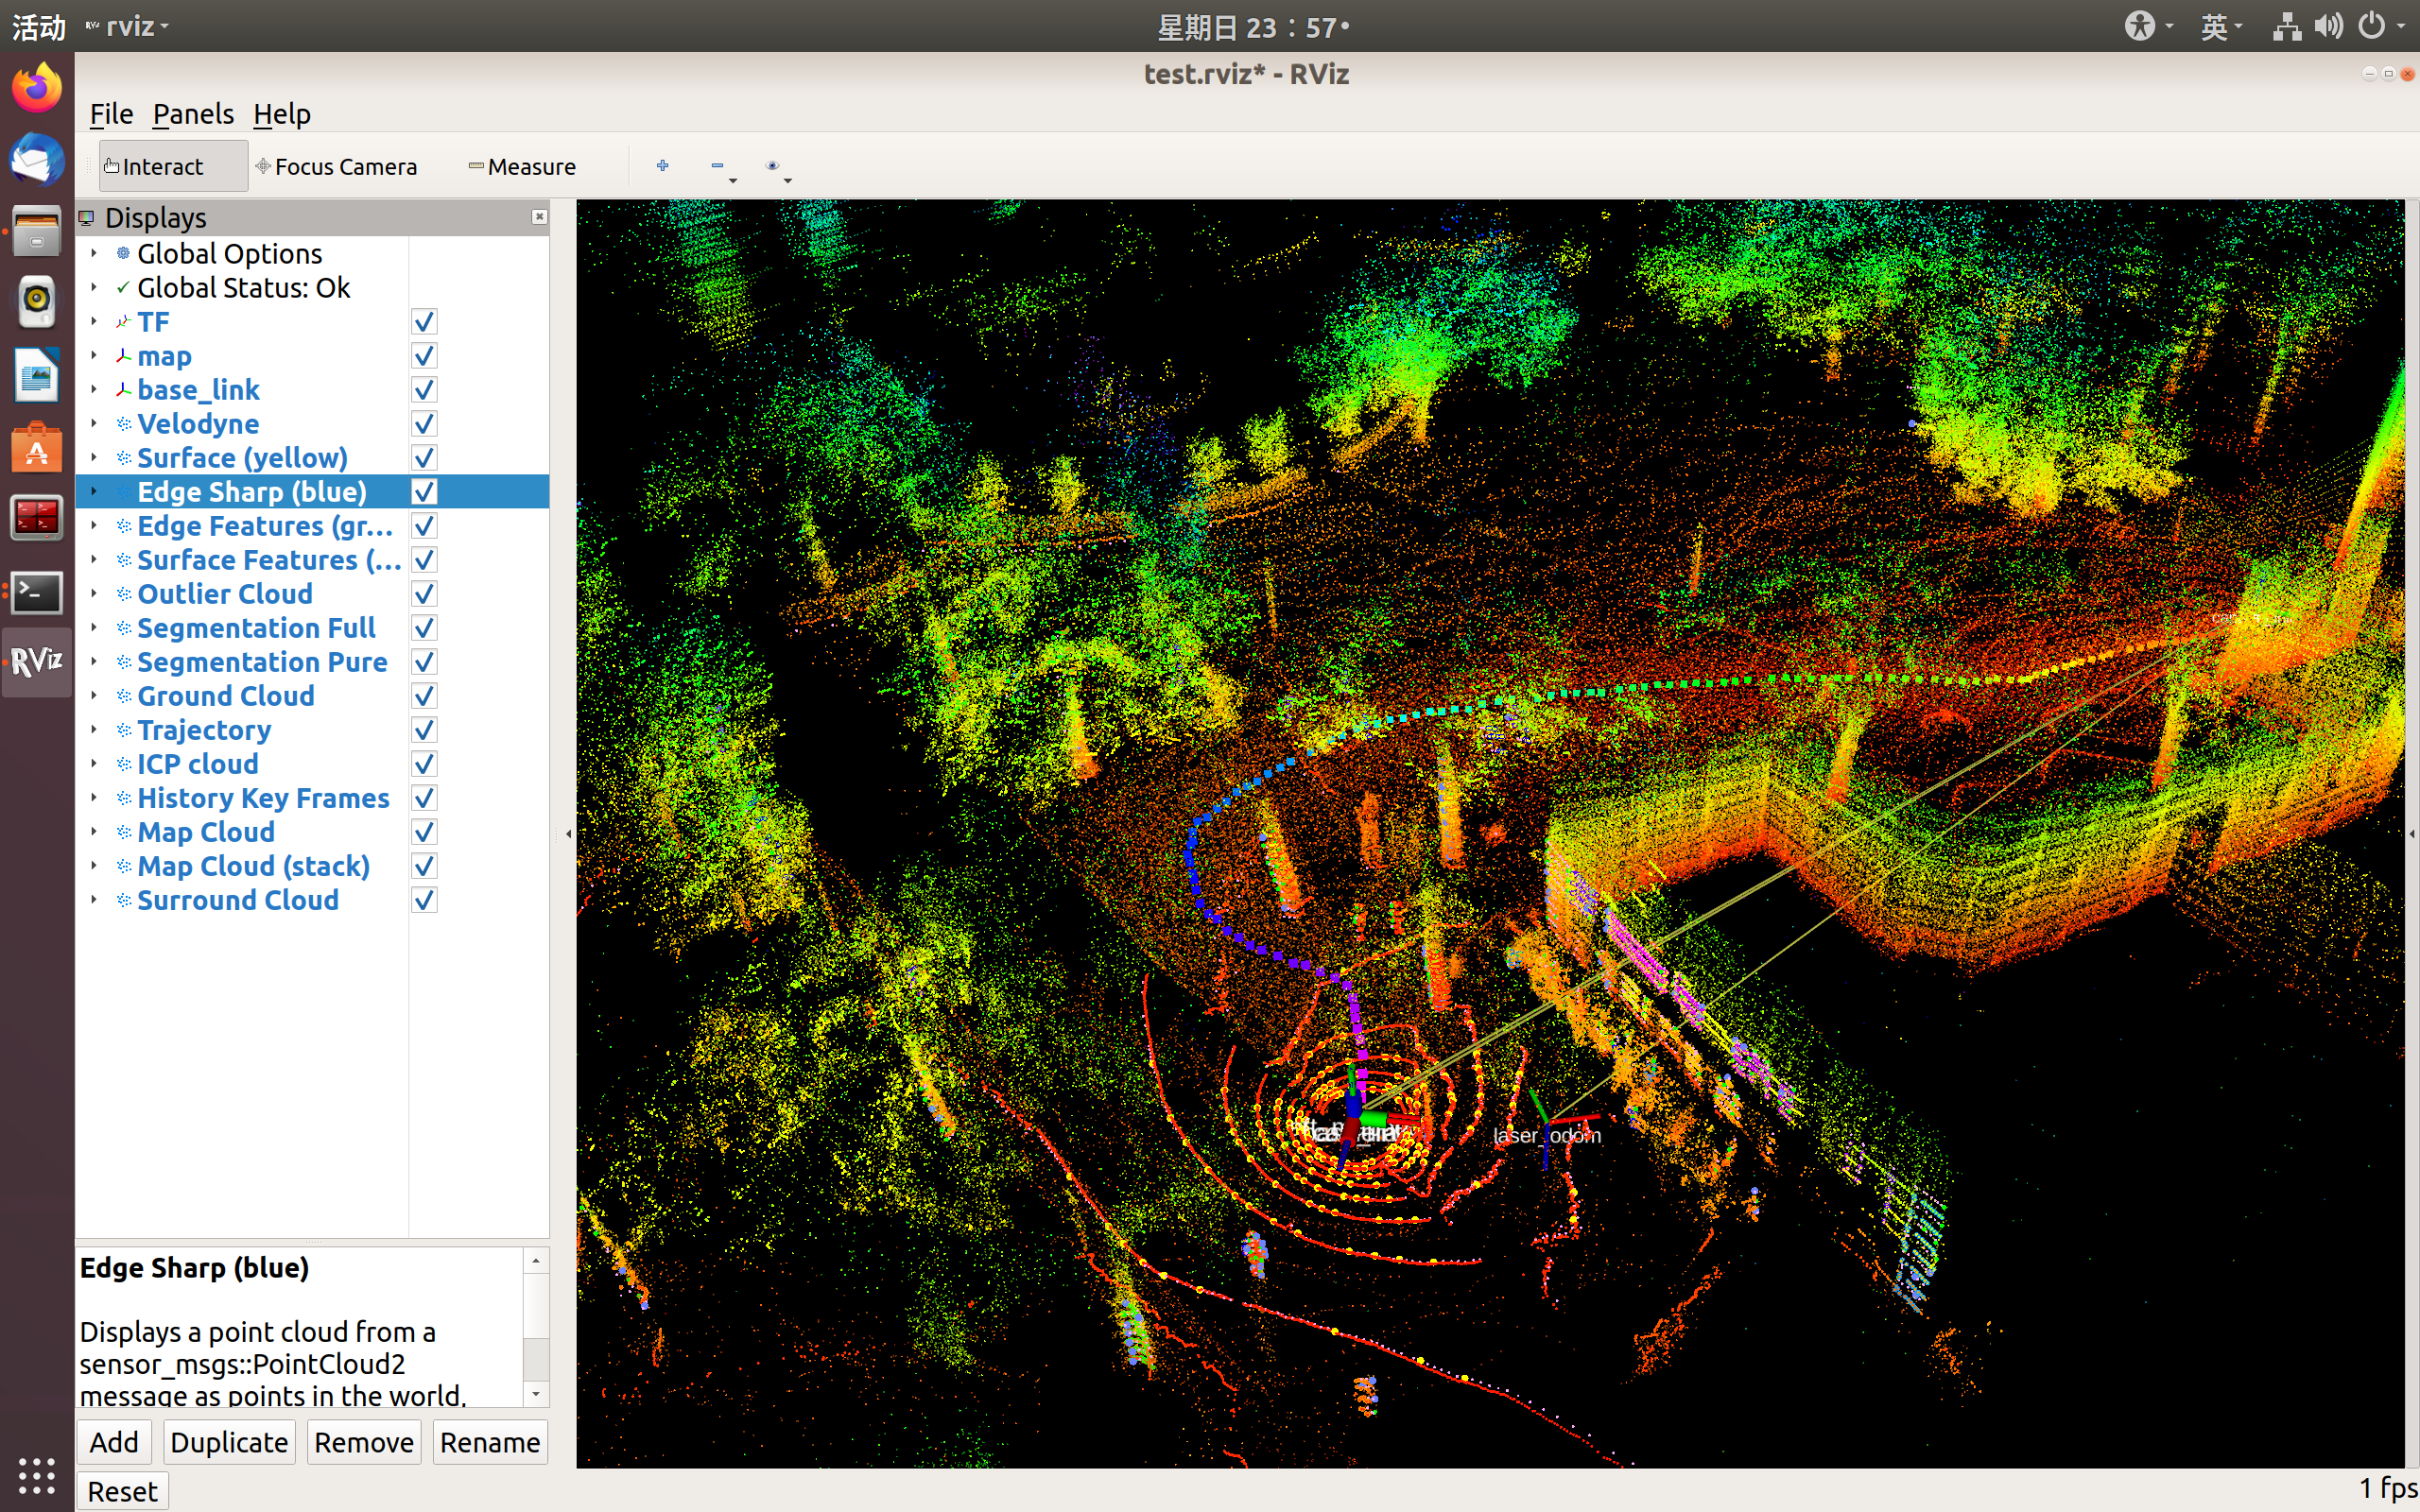 活动 RViz rviz 星期日 23：57 英
test.rviz* - RViz
File Panels Help
Interact Focus Camera Measure
Displays
Global Options
Global Status: Ok
TF
map
base_link
Velodyne
Surface (yellow)
Edge Sharp (blue)
Edge Features (gr...
Surface Features (...
Outlier Cloud
Segmentation Full
Segmentation Pure
Ground Cloud
Trajectory
ICP cloud
History Key Frames
Map Cloud
Map Cloud (stack)
Surround Cloud
RViz
laser_odom
Edge Sharp (blue)
Displays a point cloud from a
sensor_msgs::PointCloud2
message as points in the world,
Add Duplicate Remove Rename
Reset
1 fps